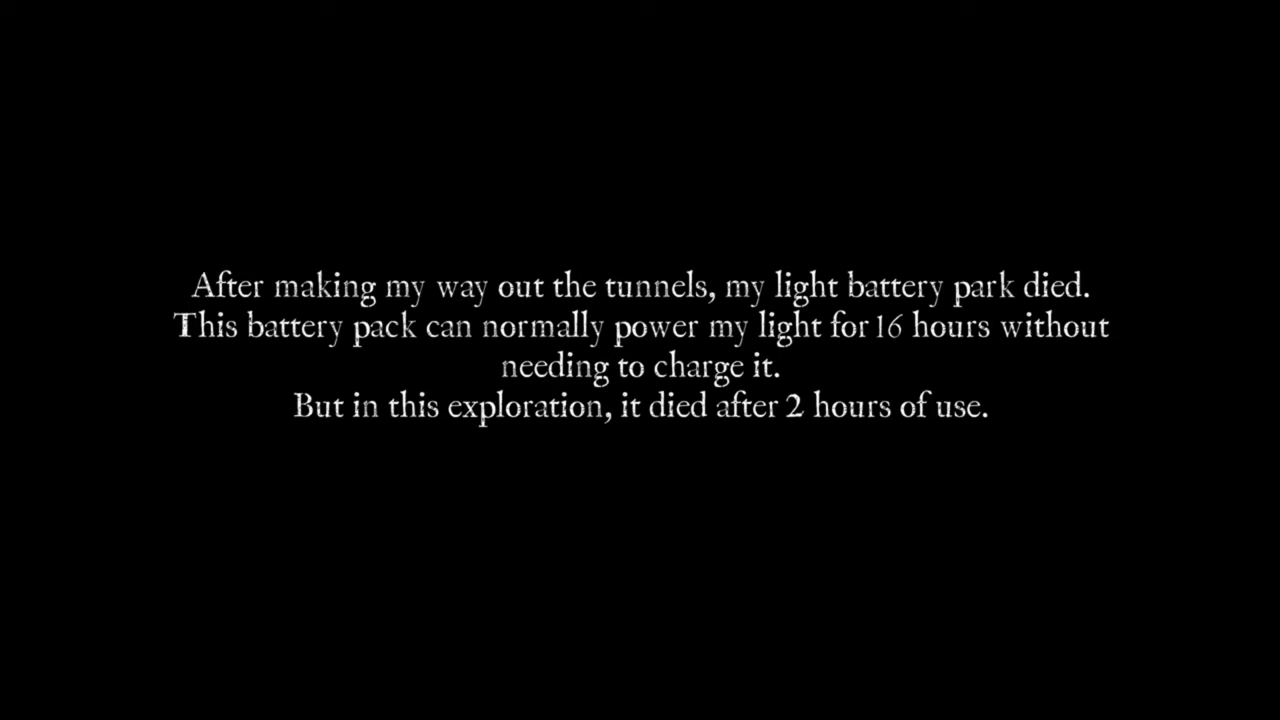 After making my way out the tunnels, my light battery park died.
This battery pack can normally power my light for 16 hours without
needing to charge it.
But in this exploration, it died after 2 hours of use.